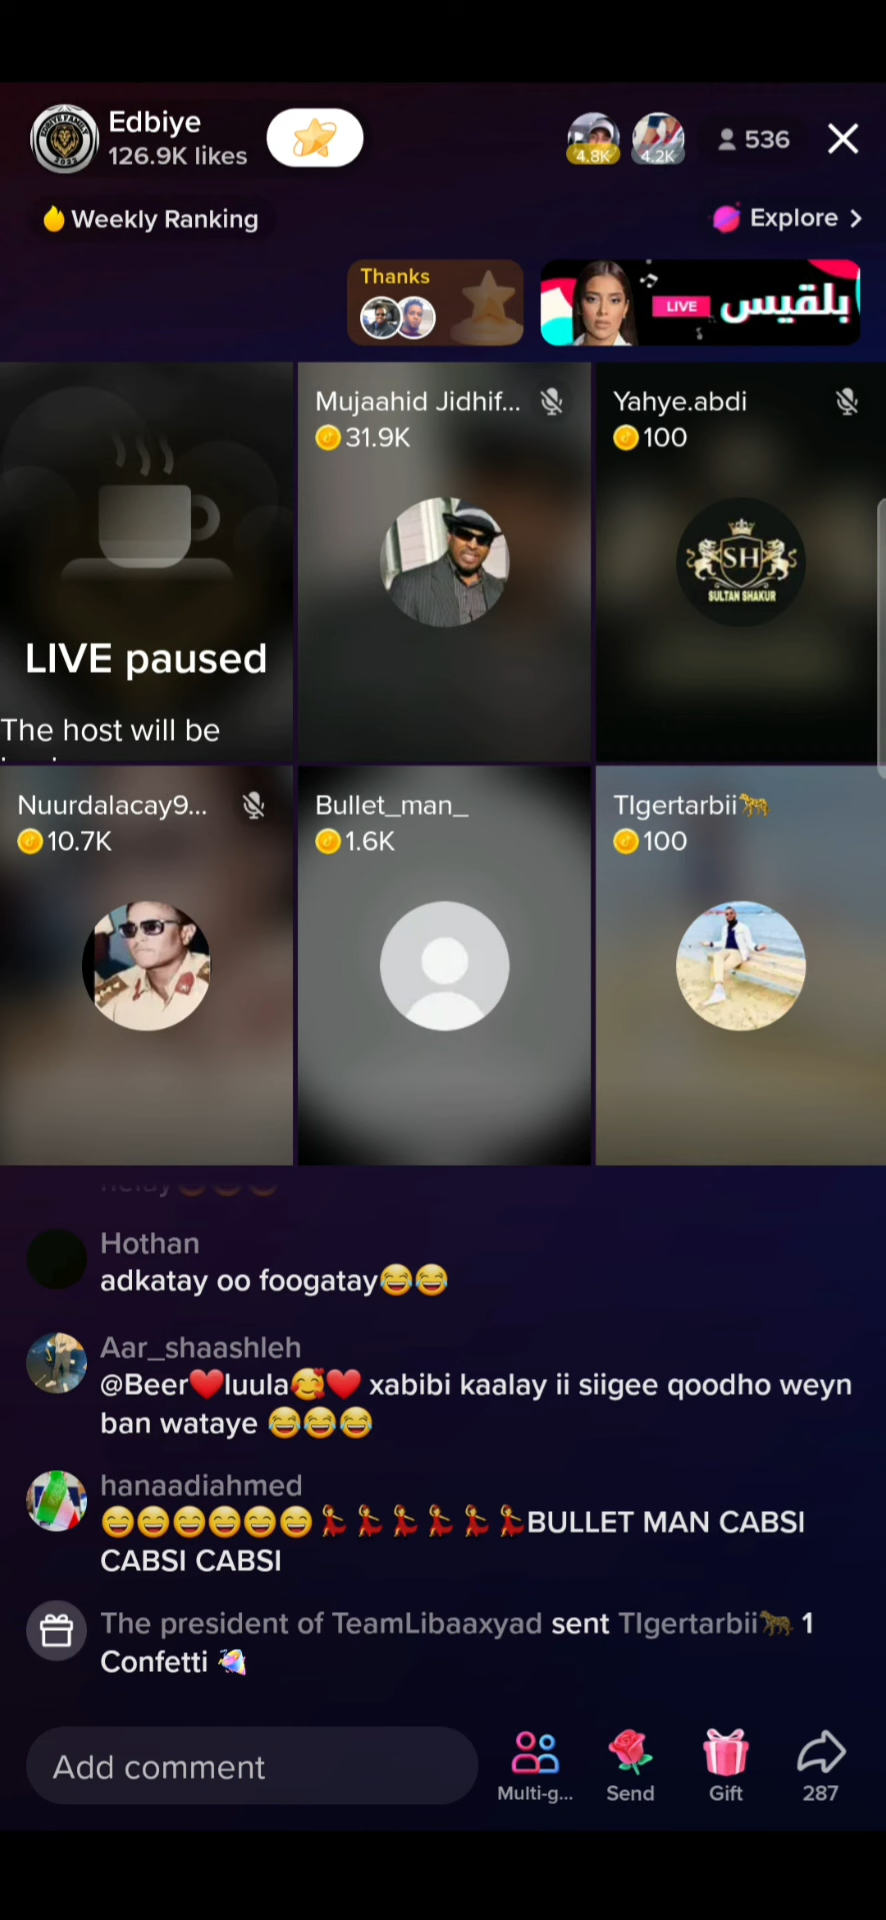 Edbiye
126.9K likes
4.8K
4.2K
536
Weekly Ranking
Explore
Thanks
LIVE
بلقيس
Mujaahid Jidhif...
31.9K
Yahye.abdi
100
SH
SULTAN SHAKUR
LIVE paused
The host will be
Nuurdalacay9...
10.7K
Bullet_man_
1.6K
TIgertarbii🐆
100
Hothan
adkatay oo foogatay😂😂
Aar_shaashleh
@Beer❤️luula🥰❤️ xabibi kaalay ii siigee qoodho weyn
ban wataye 😂😂😂
hanaadiahmed
😄😄😄😄😄😄💃💃💃💃💃💃BULLET MAN CABSI
CABSI CABSI
The president of TeamLibaaxyad sent TIgertarbii🐆 1
Confetti
Add comment
Multi-g...
Send
Gift
287